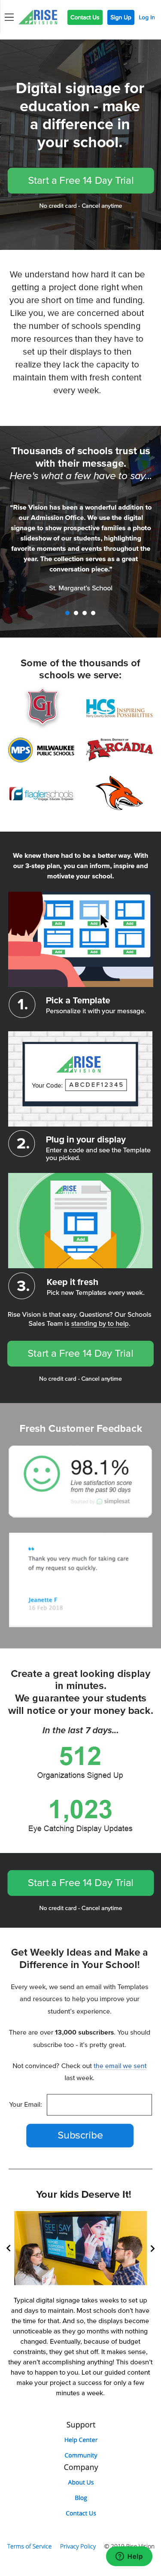 RISE
VISION
Contact Us
Sign Up
Log In
Digital signage for
education - make
a difference in
your school.
Start a Free 14 Day Trial
No credit card - Cancel anytime
We understand how hard it can be
getting a project done right when
you are short on time and funding.
Like you, we are concerned about
the number of schools spending
more resources than they have to
set up their displays to then
realize they lack the capacity to
maintain them with fresh content
every week.
Thousands of schools trust us
with their message.
Here's what a few have to say...
"Rise Vision has been a wonderful addition to
our Admission Office. We use the digital
signage to show prospective families a photo
slideshow of our students, highlighting
favorite moments and events throughout the
year. The collection serves as a great
conversation piece."
St. Margaret's School
Some of the thousands of
schools we serve:
GI
HCS INSPIRING
POSSIBILITIES
MPS MILWAUKEE
PUBLIC SCHOOLS
ARCADIA
flaglerschools
We knew there had to be a better way. With
our 3-step plan, you can inform, inspire and
motivate your school.
Add
Add
Add
Add
Add
Add
1.
Pick a Template
Personalize it with your message.
RISE
VISION
Your Code: ABCDEF12345
2.
Plug in your display
Enter a code and see the Template
you picked.
RISE
VISION
3.
Keep it fresh
Pick new Templates every week.
Rise Vision is that easy. Questions? Our Schools
Sales Team is standing by to help.
Start a Free 14 Day Trial
No credit card - Cancel anytime
Fresh Customer Feedback
98.1%
Live satisfaction score
from the past 90 days
simplesat
"
Thank you very much for taking care
of my request so quickly.
Jeanette F
16 Feb 2018
Create a great looking display
in minutes.
We guarantee your students
will notice or your money back.
In the last 7 days...
512
Organizations Signed Up
1,023
Eye Catching Display Updates
Start a Free 14 Day Trial
No credit card - Cancel anytime
Get Weekly Ideas and Make a
Difference in Your School!
Every week, we send an email with Templates
and resources to help you improve your
student's experience.
There are over 13,000 subscribers. You should
subscribe too - it's pretty great.
Not convinced? Check out the email we sent
last week.
Your Email:
Subscribe
Your kids Deserve It!
Typical digital signage takes weeks to set up
and days to maintain. Most schools don't have
the time for that. And so, the displays become
unnoticeable as they go months with nothing
changed. Eventually, because of budget
constraints, they get shut off. It makes sense,
they aren't accomplishing anything! This doesn't
have to happen to you. Let our guided content
make your project a success for only a few
minutes a week.
Support
Help Center
Community
Company
About Us
Blog
Contact Us
Terms of Service
Privacy Policy
© 2019 Rise Vision
Help